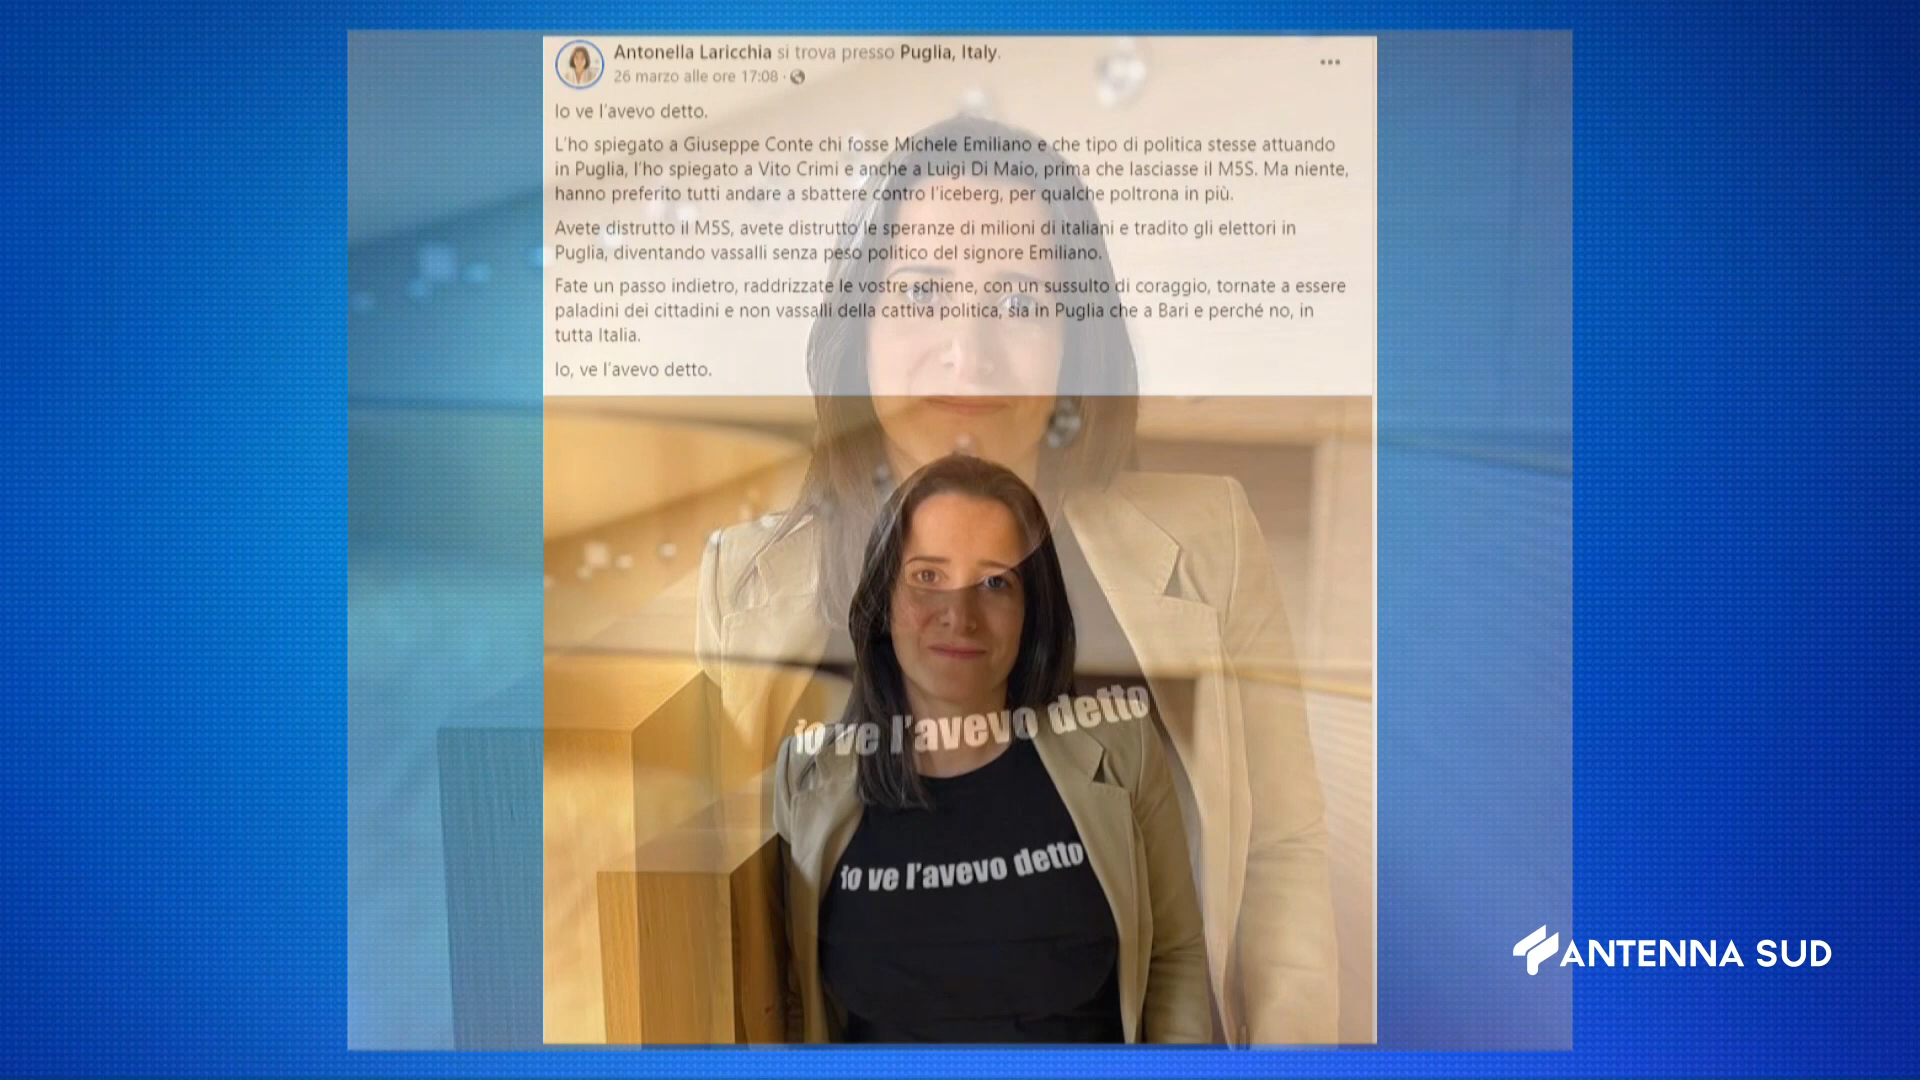 Antonella Laricchia si trova presso Puglia, Italy.
26 marzo alle ore 17:08 ·
Io ve l'avevo detto.
L'ho spiegato a Giuseppe Conte chi fosse Michele Emiliano e che tipo di politica stesse attuando
in Puglia, l'ho spiegato a Vito Crimi e anche a Luigi Di Maio, prima che lasciasse il M5S. Ma niente,
hanno preferito tutti andare a sbattere contro l'iceberg, per qualche poltrona in più.
Avete distrutto il M5S, avete distrutto le speranze di milioni di italiani e tradito gli elettori in
Puglia, diventando vassalli senza peso politico del signore Emiliano.
Fate un passo indietro, raddrizzate le vostre schiene, con un sussulto di coraggio, tornate a essere
paladini dei cittadini e non vassalli della cattiva politica, sia in Puglia che a Bari e perché no, in
tutta Italia.
Io, ve l'avevo detto.
io ve l'avevo detto
io ve l'avevo detto
ANTENNA SUD